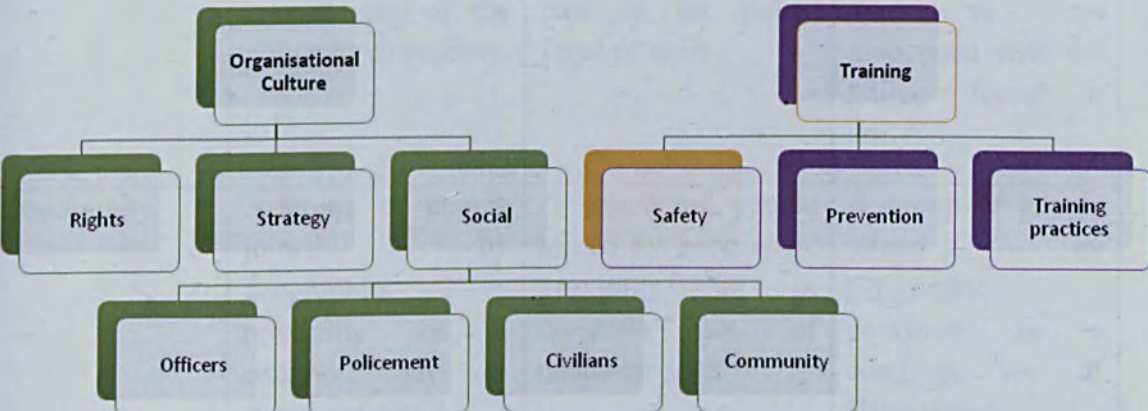 Organisational
Culture
Training
Rights
Strategy
Social
Safety
Prevention
Training
practices
Officers
Policement
Civilians
Community